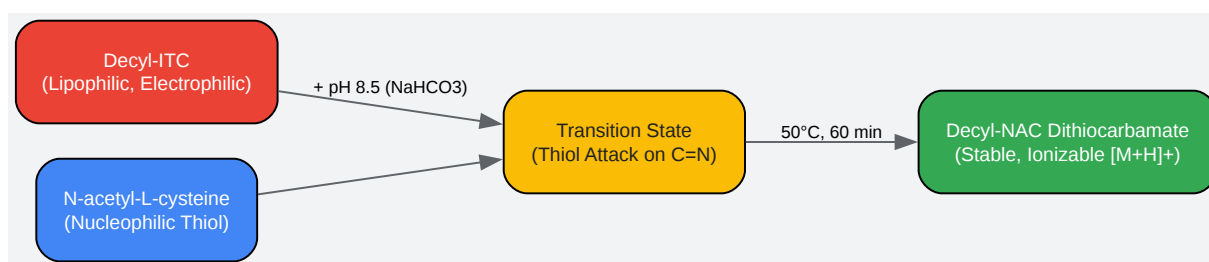 Decyl-ITC
(Lipophilic, Electrophilic)
+ pH 8.5 (NaHCO3)
N-acetyl-L-cysteine
(Nucleophilic Thiol)
Transition State
(Thiol Attack on C=N)
50°C, 60 min
Decyl-NAC Dithiocarbamate
(Stable, Ionizable [M+H]+)